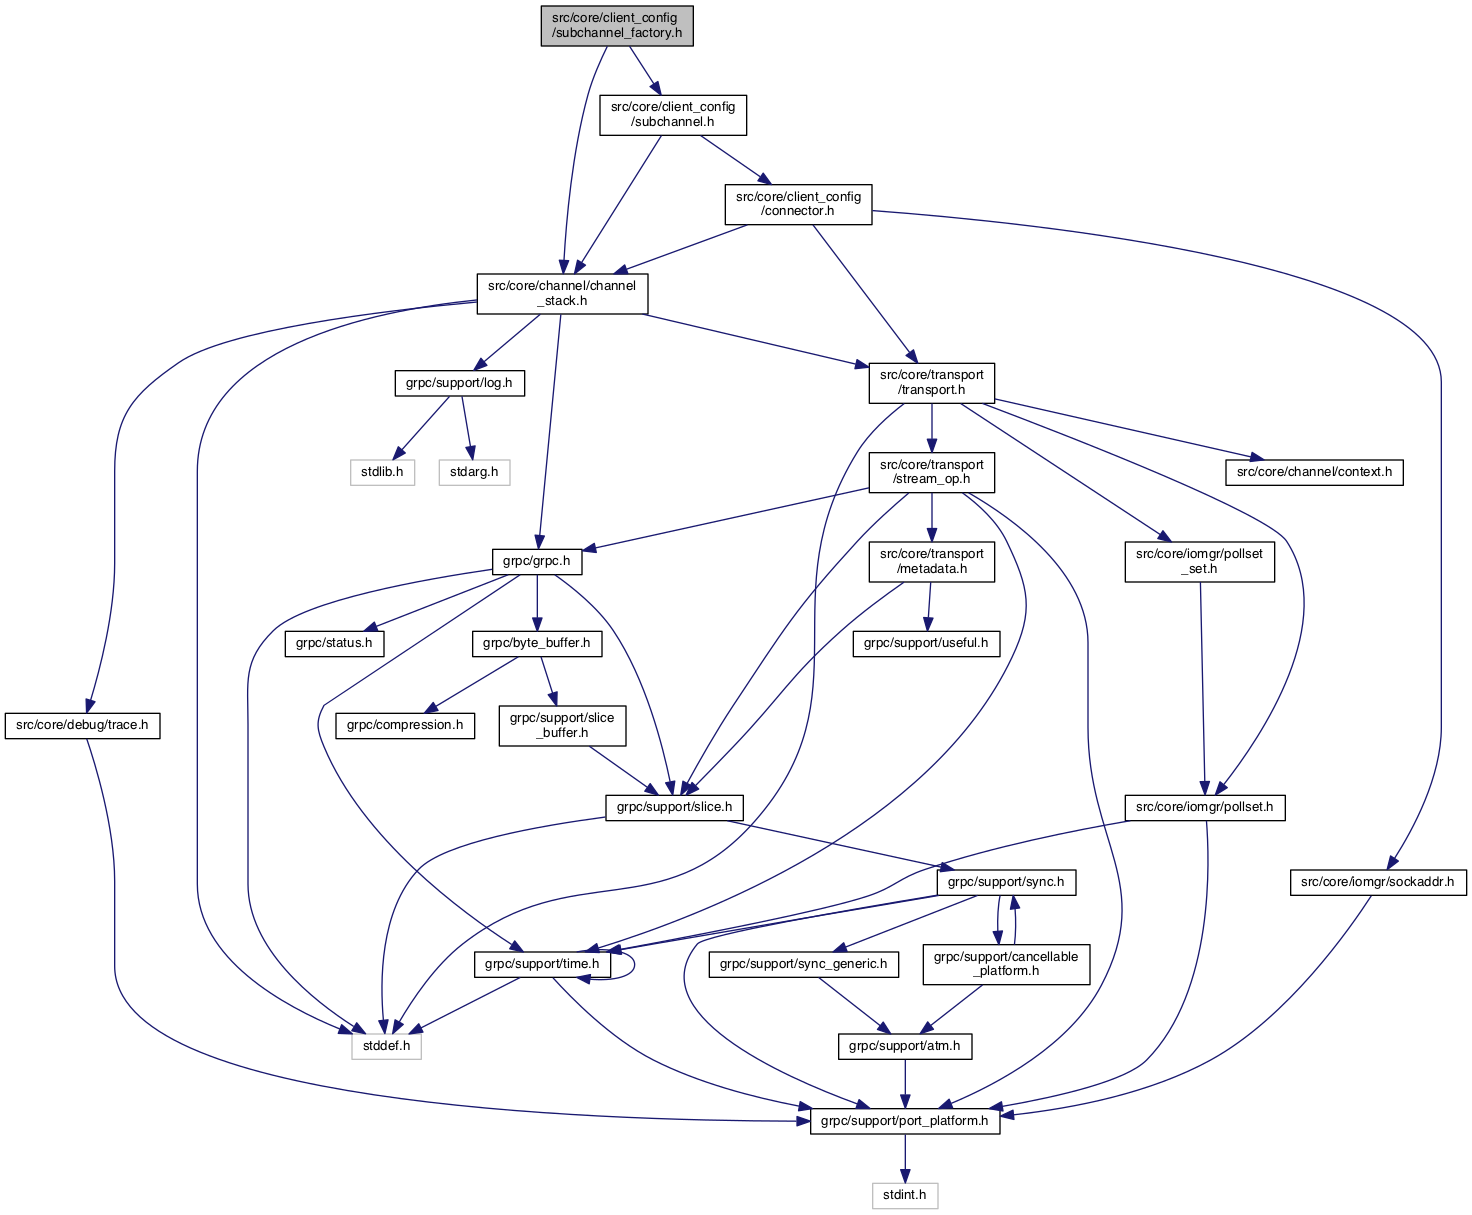 src/core/client_config
/subchannel_factory.h
src/core/client_config
/subchannel.h
src/core/client_config
/connector.h
src/core/channel/channel
_stack.h
grpc/support/log.h
src/core/transport
/transport.h
stdlib.h
stdarg.h
src/core/transport
/stream_op.h
src/core/channel/context.h
grpc/grpc.h
src/core/transport
/metadata.h
src/core/iomgr/pollset
_set.h
grpc/status.h
grpc/byte_buffer.h
grpc/support/useful.h
src/core/debug/trace.h
grpc/compression.h
grpc/support/slice
_buffer.h
grpc/support/slice.h
src/core/iomgr/pollset.h
grpc/support/sync.h
src/core/iomgr/sockaddr.h
grpc/support/time.h
grpc/support/sync_generic.h
grpc/support/cancellable
_platform.h
stddef.h
grpc/support/atm.h
grpc/support/port_platform.h
stdint.h